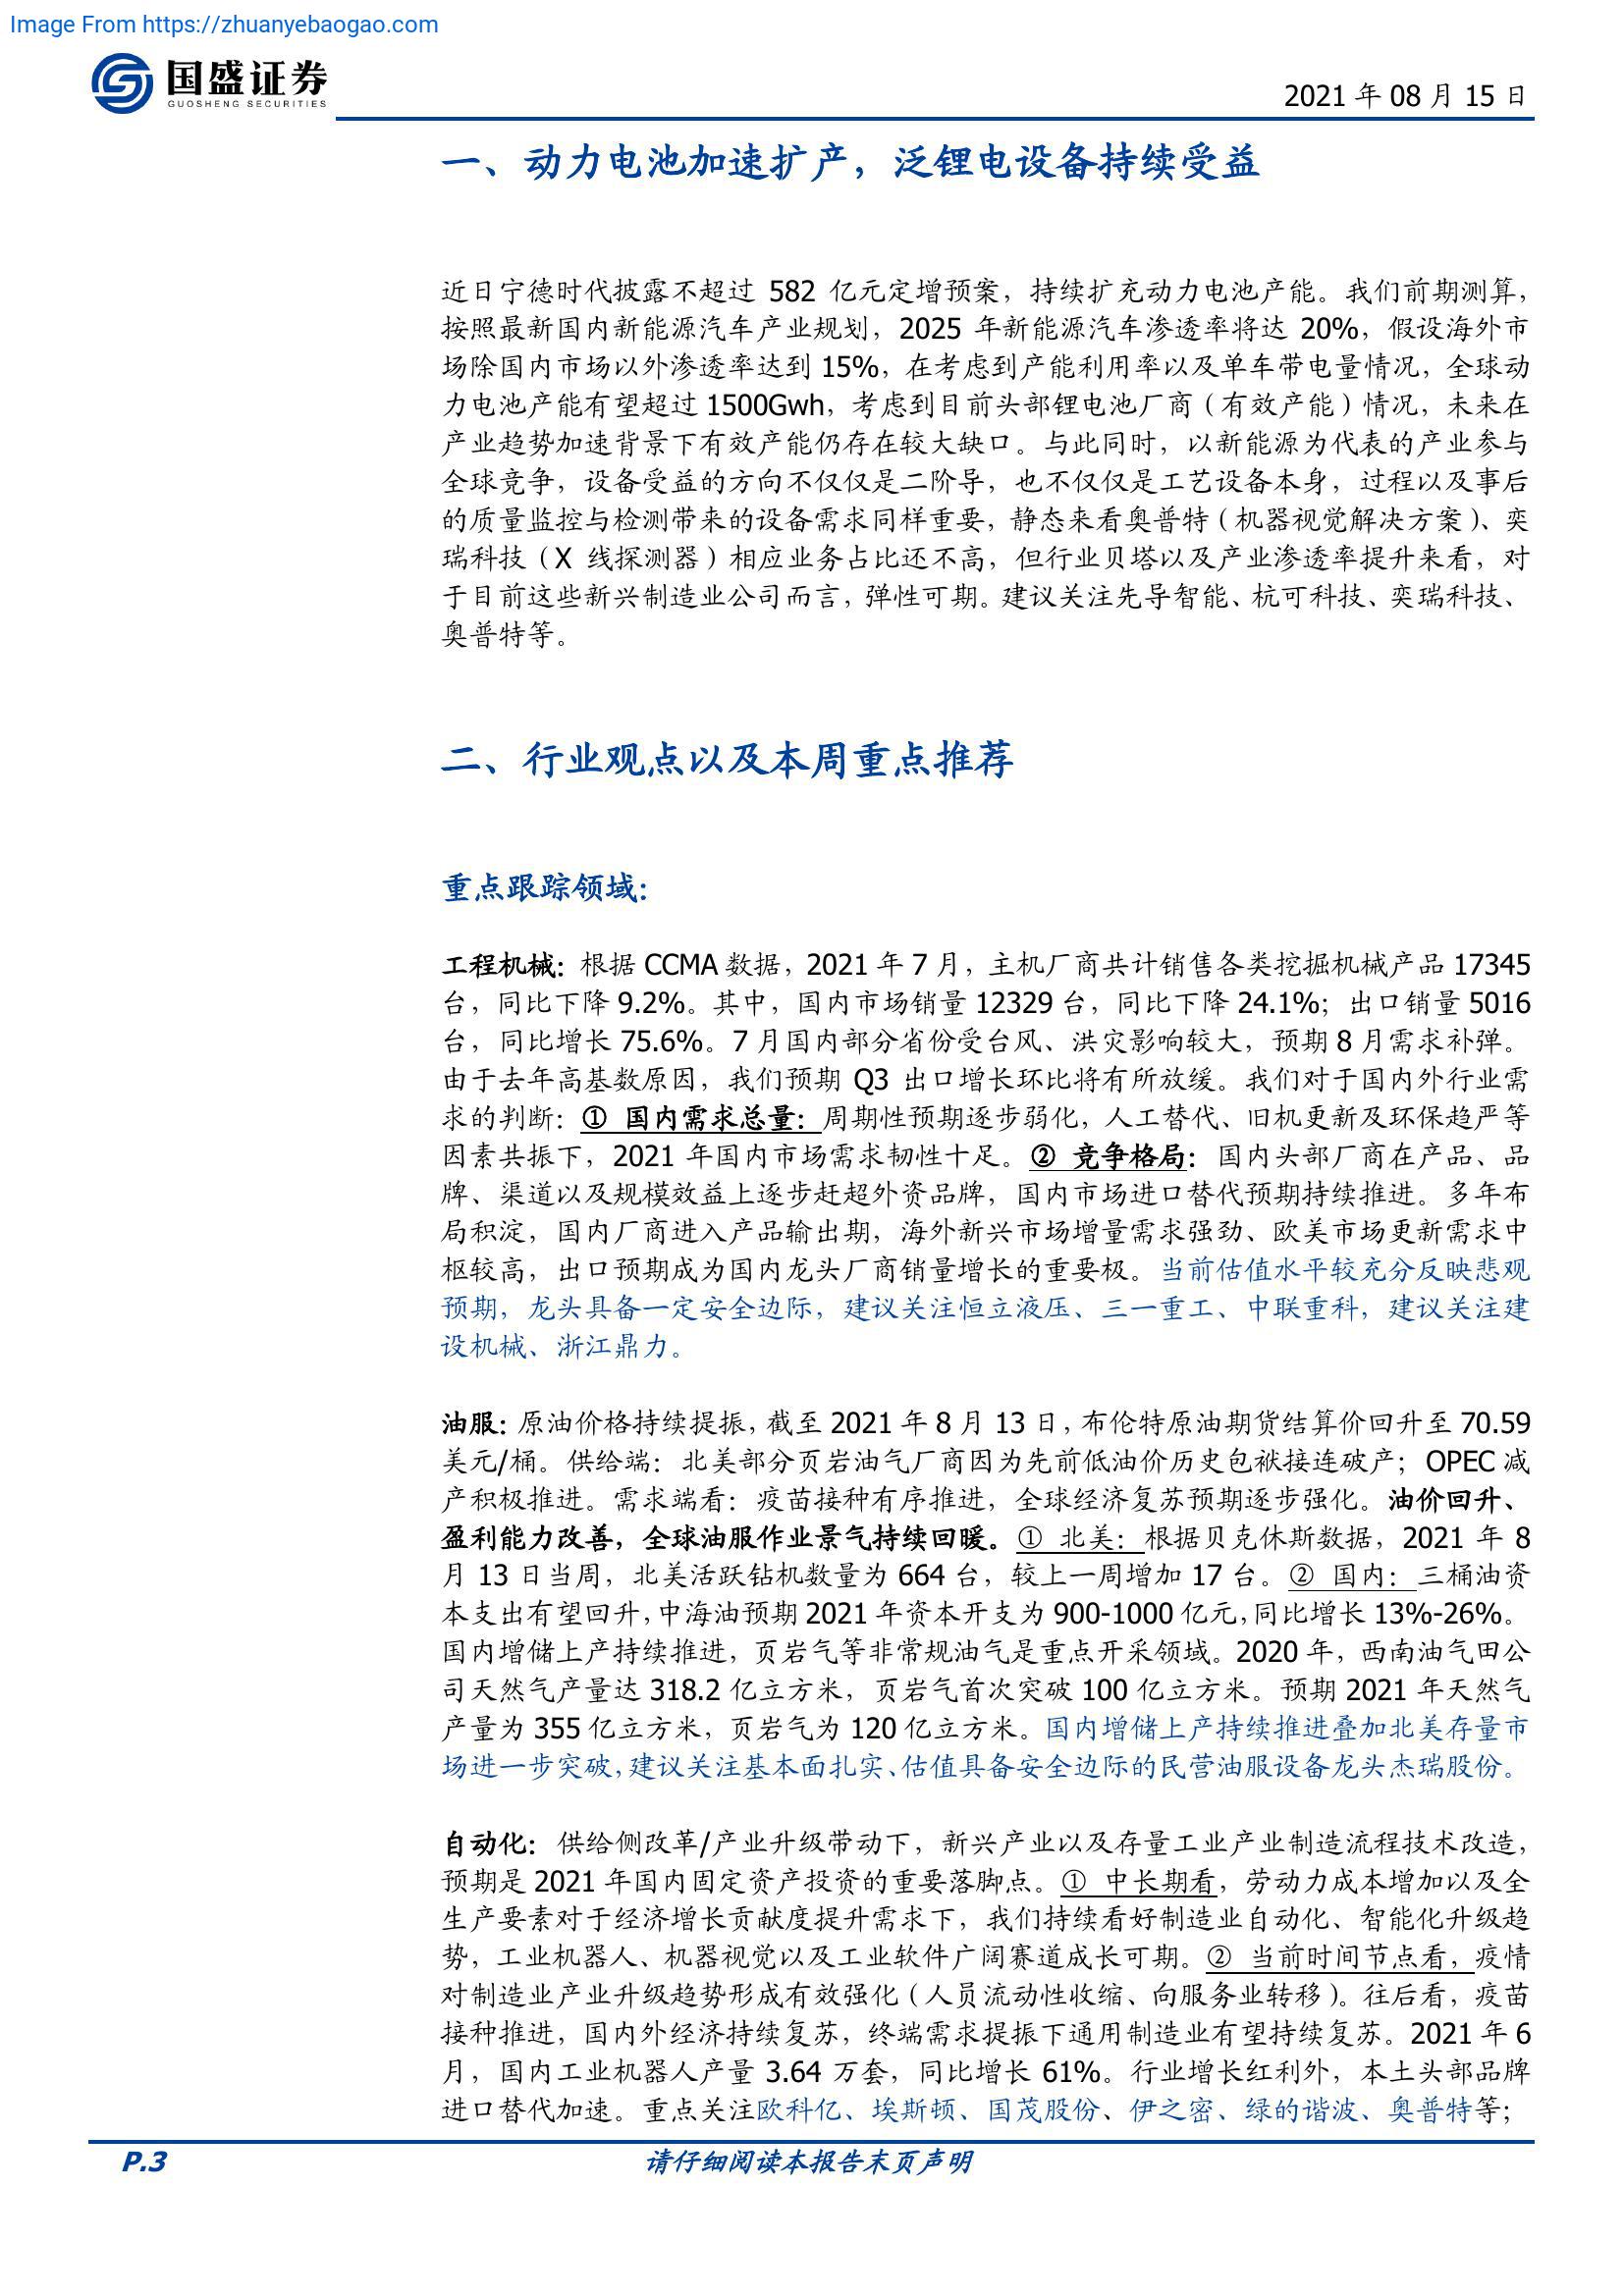 Image From https://zhuanyebaogao.com
国盛证券
GUOSHENG SECURITIES
2021 年 08 月 15 日
一、动力电池加速扩产，泛锂电设备持续受益
近日宁德时代披露不超过 582 亿元定增预案，持续扩充动力电池产能。我们前期测算，
按照最新国内新能源汽车产业规划，2025 年新能源汽车渗透率将达 20%，假设海外市
场除国内市场以外渗透率达到 15%，在考虑到产能利用率以及单车带电量情况，全球动
力电池产能有望超过 1500Gwh，考虑到目前头部锂电池厂商（有效产能）情况，未来在
产业趋势加速背景下有效产能仍存在较大缺口。与此同时，以新能源为代表的产业参与
全球竞争，设备受益的方向不仅仅是二阶导，也不仅仅是工艺设备本身，过程以及事后
的质量监控与检测带来的设备需求同样重要，静态来看奥普特（机器视觉解决方案）、奕
瑞科技（X 线探测器）相应业务占比还不高，但行业贝塔以及产业渗透率提升来看，对
于目前这些新兴制造业公司而言，弹性可期。建议关注先导智能、杭可科技、奕瑞科技、
奥普特等。
二、行业观点以及本周重点推荐
重点跟踪领域：
工程机械：根据 CCMA 数据，2021 年 7 月，主机厂商共计销售各类挖掘机械产品 17345
台，同比下降 9.2%。其中，国内市场销量 12329 台，同比下降 24.1%；出口销量 5016
台，同比增长 75.6%。7 月国内部分省份受台风、洪灾影响较大，预期 8 月需求补弹。
由于去年高基数原因，我们预期 Q3 出口增长环比将有所放缓。我们对于国内外行业需
求的判断：① 国内需求总量：周期性预期逐步弱化，人工替代、旧机更新及环保趋严等
因素共振下，2021 年国内市场需求韧性十足。② 竞争格局：国内头部厂商在产品、品
牌、渠道以及规模效益上逐步赶超外资品牌，国内市场进口替代预期持续推进。多年布
局积淀，国内厂商进入产品输出期，海外新兴市场增量需求强劲、欧美市场更新需求中
枢较高，出口预期成为国内龙头厂商销量增长的重要极。当前估值水平较充分反映悲观
预期，龙头具备一定安全边际，建议关注恒立液压、三一重工、中联重科，建议关注建
设机械、浙江鼎力。
油服：原油价格持续提振，截至 2021 年 8 月 13 日，布伦特原油期货结算价回升至 70.59
美元/桶。供给端：北美部分页岩油气厂商因为先前低油价历史包袱接连破产；OPEC 减
产积极推进。需求端看：疫苗接种有序推进，全球经济复苏预期逐步强化。油价回升、
盈利能力改善，全球油服作业景气持续回暖。① 北美：根据贝克休斯数据，2021 年 8
月 13 日当周，北美活跃钻机数量为 664 台，较上一周增加 17 台。② 国内：三桶油资
本支出有望回升，中海油预期 2021 年资本开支为 900-1000 亿元，同比增长 13%-26%。
国内增储上产持续推进，页岩气等非常规油气是重点开采领域。2020 年，西南油气田公
司天然气产量达 318.2 亿立方米，页岩气首次突破 100 亿立方米。预期 2021 年天然气
产量为 355 亿立方米，页岩气为 120 亿立方米。国内增储上产持续推进叠加北美存量市
场进一步突破，建议关注基本面扎实、估值具备安全边际的民营油服设备龙头杰瑞股份。
自动化：供给侧改革/产业升级带动下，新兴产业以及存量工业产业制造流程技术改造，
预期是 2021 年国内固定资产投资的重要落脚点。① 中长期看，劳动力成本增加以及全
生产要素对于经济增长贡献度提升需求下，我们持续看好制造业自动化、智能化升级趋
势，工业机器人、机器视觉以及工业软件广阔赛道成长可期。② 当前时间节点看，疫情
对制造业产业升级趋势形成有效强化（人员流动性收缩、向服务业转移）。往后看，疫苗
接种推进，国内外经济持续复苏，终端需求提振下通用制造业有望持续复苏。2021 年 6
月，国内工业机器人产量 3.64 万套，同比增长 61%。行业增长红利外，本土头部品牌
进口替代加速。重点关注欧科亿、埃斯顿、国茂股份、伊之密、绿的谐波、奥普特等；
P.3
请仔细阅读本报告末页声明